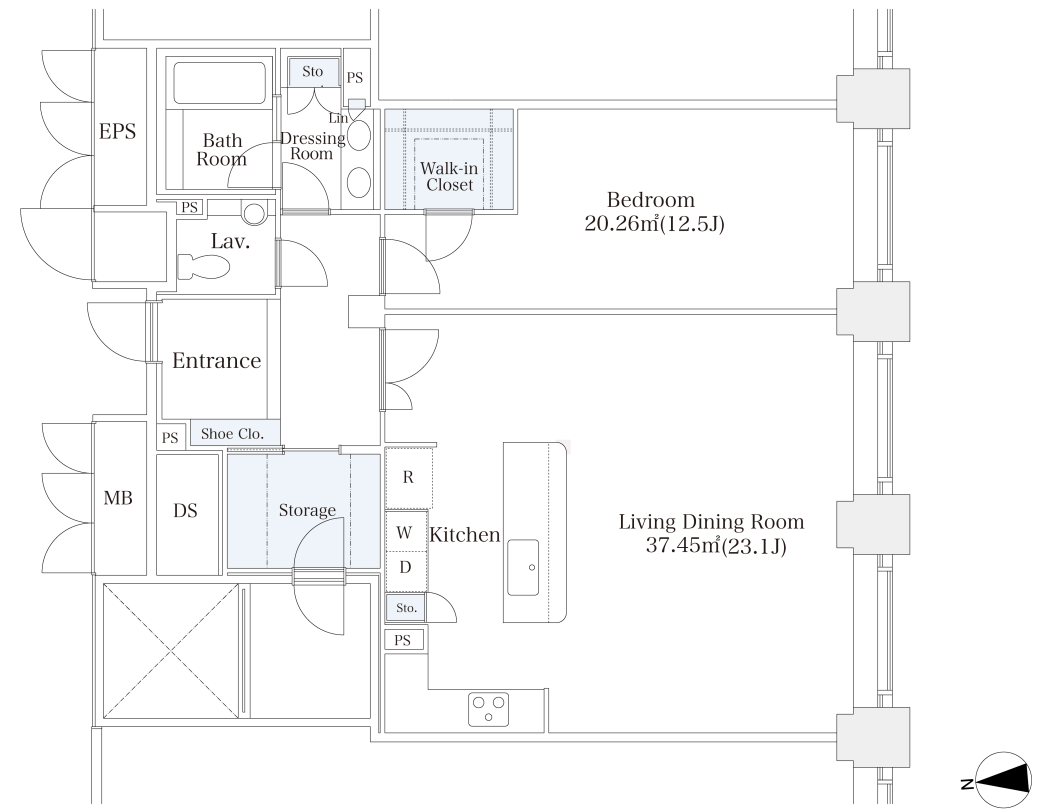 Sto
PS
EPS
Lin
Bath
Room
Dressing
Room
Walk-in
Closet
Bedroom
20.26㎡(12.5J)
PS
Lav.
Entrance
PS
Shoe Clo.
MB
DS
Storage
R
W
D
Kitchen
Living Dining Room
37.45㎡(23.1J)
Sto.
PS
N